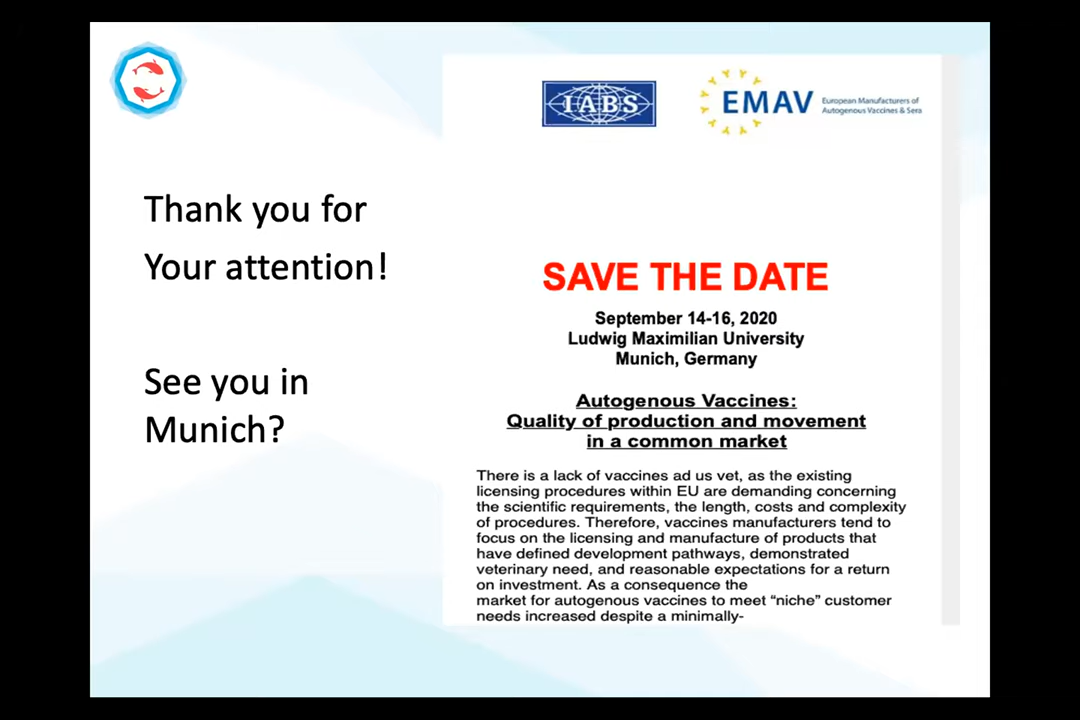 Thank you for
Your attention!
See you in
Munich?
IABS
EMAV
European Manufacturers of
Autogenous Vaccines & Sera
SAVE THE DATE
September 14-16, 2020
Ludwig Maximilian University
Munich, Germany
Autogenous Vaccines:
Quality of production and movement
in a common market
There is a lack of vaccines ad us vet, as the existing
licensing procedures within EU are demanding concerning
the scientific requirements, the length, costs and complexity
of procedures. Therefore, vaccines manufacturers tend to
focus on the licensing and manufacture of products that
have defined development pathways, demonstrated
veterinary need, and reasonable expectations for a return
on investment. As a consequence the
market for autogenous vaccines to meet “niche” customer
needs increased despite a minimally-